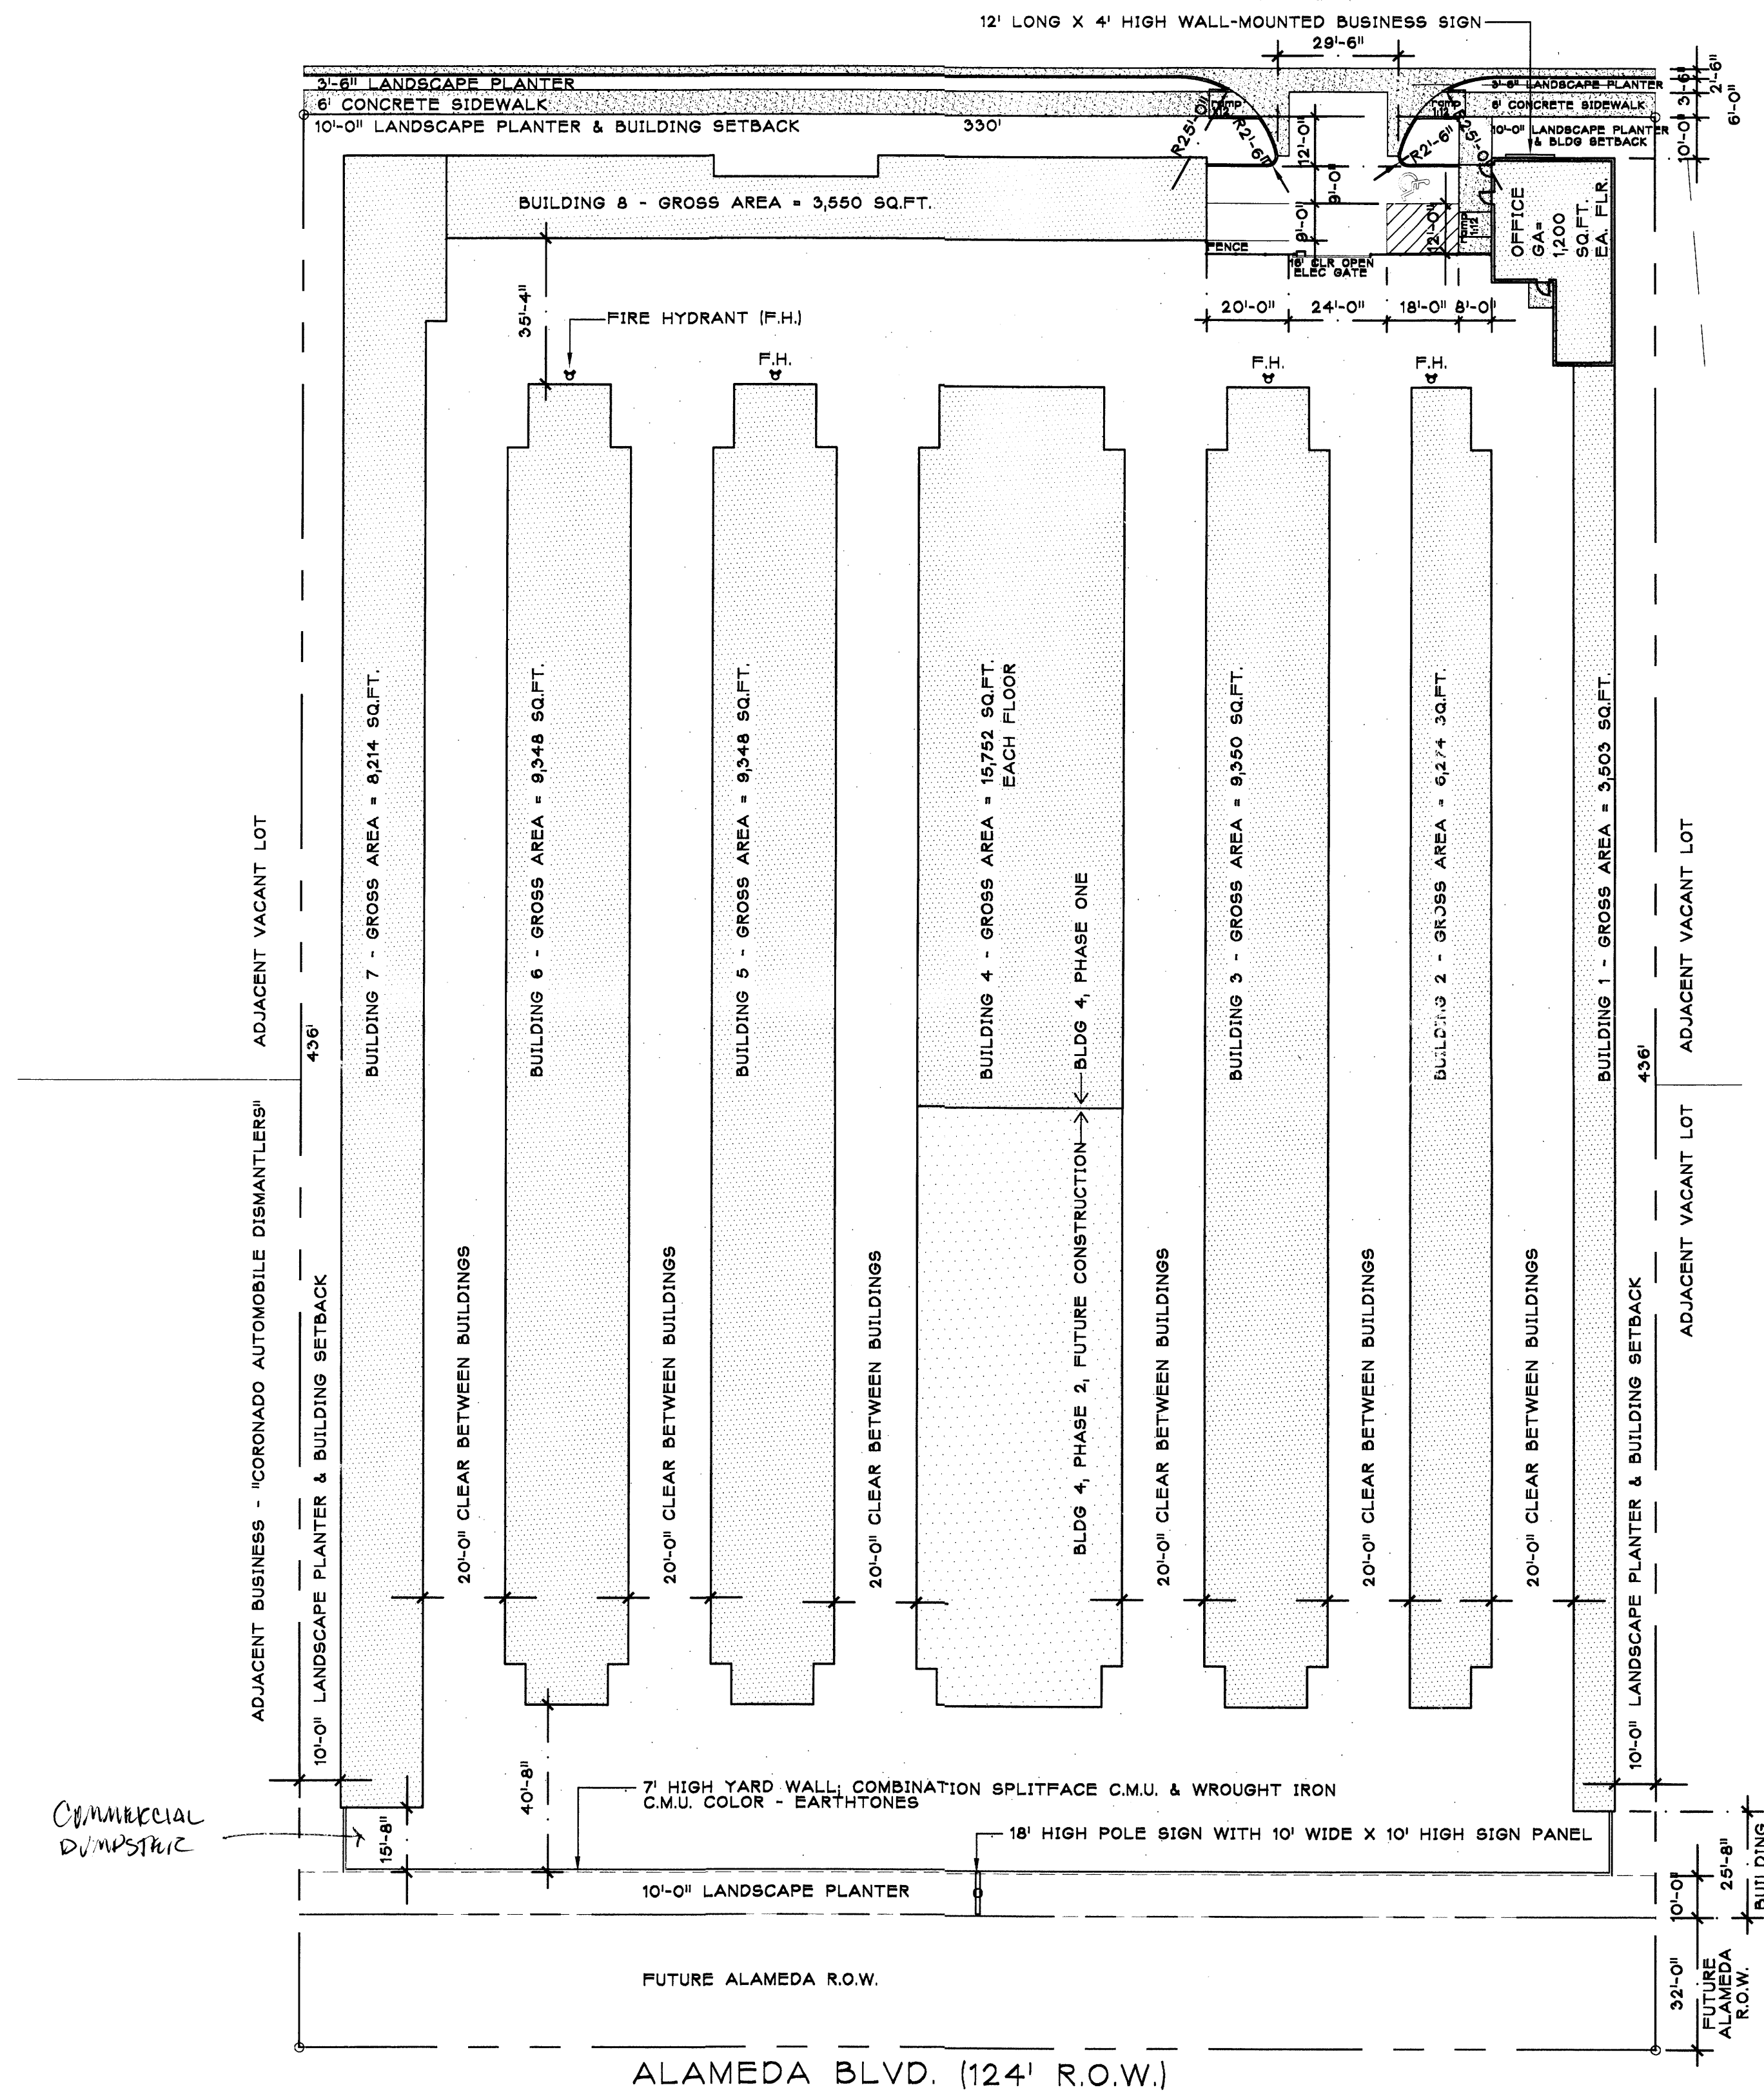 12' LONG X 4' HIGH WALL-MOUNTED BUSINESS SIGN
29'-6"
2'-6"
3'-6"
6'-0"
10'-0"
3'-6" LANDSCAPE PLANTER
6' CONCRETE SIDEWALK
10'-0" LANDSCAPE PLANTER & BUILDING SETBACK
330'
3'-6" LANDSCAPE PLANTER
6' CONCRETE SIDEWALK
10'-0" LANDSCAPE PLANTER
& BLDG SETBACK
ramp
1:12
ramp
1:12
R25'-0"
R2'-6"
12'-0"
R2'-6"
R25'-0"
9'-0"
9'-0"
12'-0"
ramp
1:12
BUILDING 8 - GROSS AREA = 3,550 SQ.FT.
OFFICE
GA=
1,200
SQ.FT.
EA. FLR.
FENCE
16' CLR OPEN
ELEC GATE
20'-0"
24'-0"
18'-0"
8'-0"
35'-4"
FIRE HYDRANT (F.H.)
F.H.
F.H.
F.H.
BUILDING 7 - GROSS AREA = 8,214 SQ.FT.
BUILDING 6 - GROSS AREA = 9,348 SQ.FT.
BUILDING 5 - GROSS AREA = 9,348 SQ.FT.
BUILDING 4 - GROSS AREA = 15,752 SQ.FT.
EACH FLOOR
BUILDING 3 - GROSS AREA = 9,350 SQ.FT.
BUILDING 2 - GROSS AREA = 6,274 SQ.FT.
BUILDING 1 - GROSS AREA = 3,503 SQ.FT.
BLDG 4, PHASE ONE
BLDG 4, PHASE 2, FUTURE CONSTRUCTION
ADJACENT VACANT LOT
436'
ADJACENT BUSINESS - "CORONADO AUTOMOBILE DISMANTLERS"
10'-0" LANDSCAPE PLANTER & BUILDING SETBACK
20'-0" CLEAR BETWEEN BUILDINGS
20'-0" CLEAR BETWEEN BUILDINGS
20'-0" CLEAR BETWEEN BUILDINGS
20'-0" CLEAR BETWEEN BUILDINGS
20'-0" CLEAR BETWEEN BUILDINGS
20'-0" CLEAR BETWEEN BUILDINGS
ADJACENT VACANT LOT
436'
ADJACENT VACANT LOT
10'-0" LANDSCAPE PLANTER & BUILDING SETBACK
COMMERCIAL
DUMPSTER
15'-8"
40'-8"
7' HIGH YARD WALL; COMBINATION SPLITFACE C.M.U. & WROUGHT IRON
C.M.U. COLOR - EARTHTONES
18' HIGH POLE SIGN WITH 10' WIDE X 10' HIGH SIGN PANEL
10'-0" LANDSCAPE PLANTER
10'-0"
25'-8"
BUILDING
FUTURE ALAMEDA R.O.W.
32'-0"
FUTURE
ALAMEDA
R.O.W.
ALAMEDA BLVD. (124' R.O.W.)